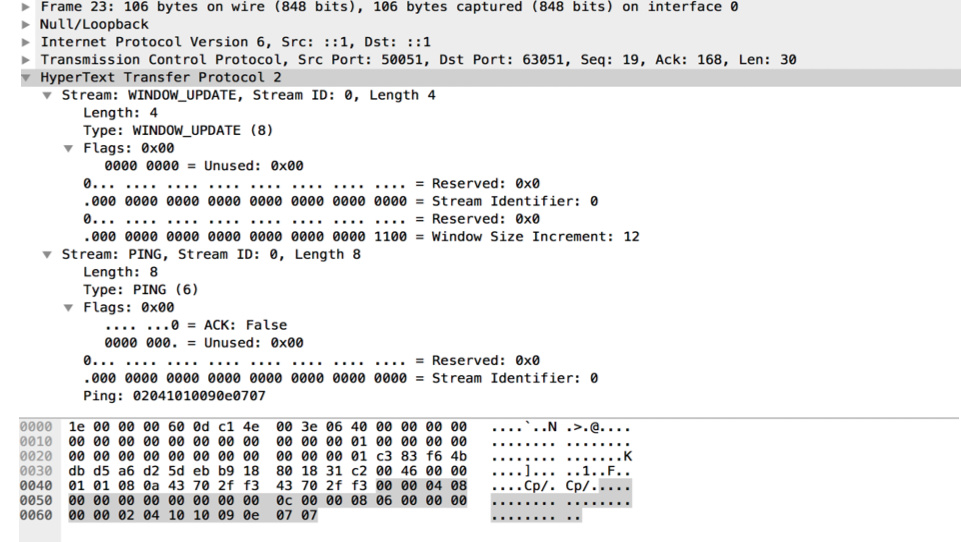 Frame 23: 106 bytes on wire (848 bits), 106 bytes captured (848 bits) on interface 0
Null/Loopback
Internet Protocol Version 6, Src: ::1, Dst: ::1
Transmission Control Protocol, Src Port: 50051, Dst Port: 63051, Seq: 19, Ack: 168, Len: 30
HyperText Transfer Protocol 2
Stream: WINDOW_UPDATE, Stream ID: 0, Length 4
Length: 4
Type: WINDOW_UPDATE (8)
Flags: 0x00
0000 0000 = Unused: 0x00
0... .... .... .... .... .... .... .... = Reserved: 0x0
.000 0000 0000 0000 0000 0000 0000 0000 = Stream Identifier: 0
0... .... .... .... .... .... .... .... = Reserved: 0x0
.000 0000 0000 0000 0000 0000 0000 1100 = Window Size Increment: 12
Stream: PING, Stream ID: 0, Length 8
Length: 8
Type: PING (6)
Flags: 0x00
.... ...0 = ACK: False
0000 000. = Unused: 0x00
0... .... .... .... .... .... .... .... = Reserved: 0x0
.000 0000 0000 0000 0000 0000 0000 0000 = Stream Identifier: 0
Ping: 02041010090e0707
0000 1e 00 00 00 60 0d c1 4e 00 3e 06 40 00 00 00 00 ....`..N .>.@....
0010 00 00 00 00 00 00 00 00 00 00 00 01 00 00 00 00 ........ ........
0020 00 00 00 00 00 00 00 00 00 00 00 01 c3 83 f6 4b ........ .......K
0030 db d5 a6 d2 5d eb b9 18 80 18 31 c2 00 46 00 00 ....]... ..1..F..
0040 01 01 08 0a 43 70 2f f3 43 70 2f f3 00 00 04 08 ....Cp/. Cp/.....
0050 00 00 00 00 00 00 00 00 0c 00 00 08 06 00 00 00 ........ ........
0060 00 00 02 04 10 10 09 0e 07 07 ........ ..